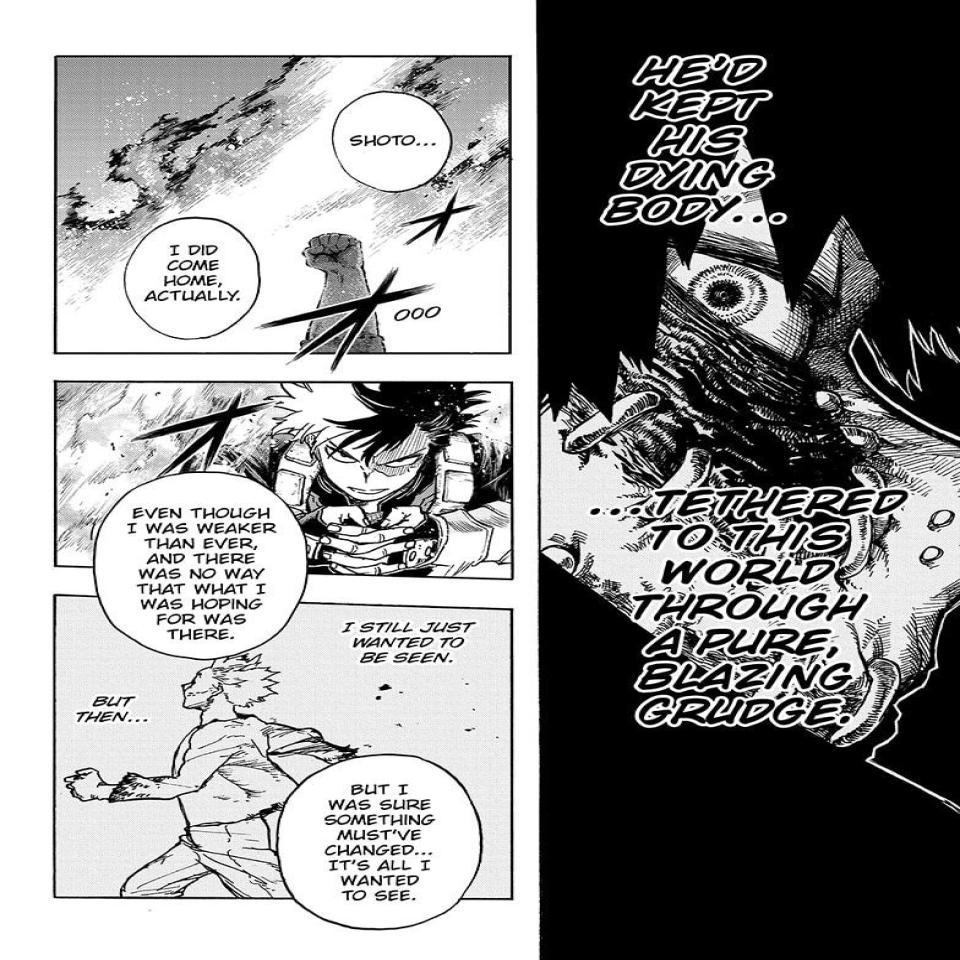 SHOTO...
I DID
COME
HOME,
ACTUALLY.
OOO
EVEN THOUGH
I WAS WEAKER
THAN EVER,
AND THERE
WAS NO WAY
THAT WHAT I
WAS HOPING
FOR WAS
THERE.
I STILL JUST
WANTED TO
BE SEEN.
BUT
THEN...
BUT I
WAS SURE
SOMETHING
MUST'VE
CHANGED...
IT'S ALL I
WANTED
TO SEE.
HE'D
KEPT
HIS
DYING
BODY...
...TETHERED
TO THIS
WORLD
THROUGH
A PURE,
BLAZING
GRUDGE.